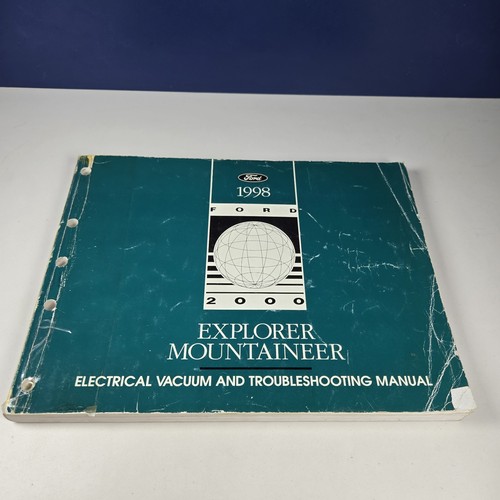 Ford
1998
FORD
2000
EXPLORER
MOUNTAINEER
ELECTRICAL VACUUM AND TROUBLESHOOTING MANUAL